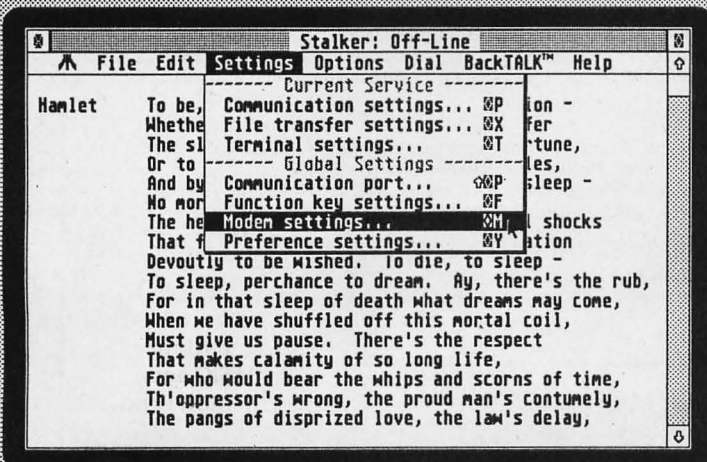 Stalker: Off-Line
File Edit Settings Options Dial BackTALK™ Help
------- Current Service --------
Hamlet To be, Communication settings... ◆P ion -
Whethe File transfer settings... ◆X fer
The sl Terminal settings... ◆T tune,
Or to ------- Global Settings -------- les,
And by Communication port... ⇧◆P sleep -
No mor Function key settings... ◆F
The he Modem settings... ◆M l shocks
That f Preference settings... ◆Y ation
Devoutly to be wished. To die, to sleep -
To sleep, perchance to dream. Ay, there's the rub,
For in that sleep of death what dreams may come,
When we have shuffled off this mortal coil,
Must give us pause. There's the respect
That makes calamity of so long life,
For who would bear the whips and scorns of time,
Th'oppressor's wrong, the proud man's contumely,
The pangs of disprized love, the law's delay,